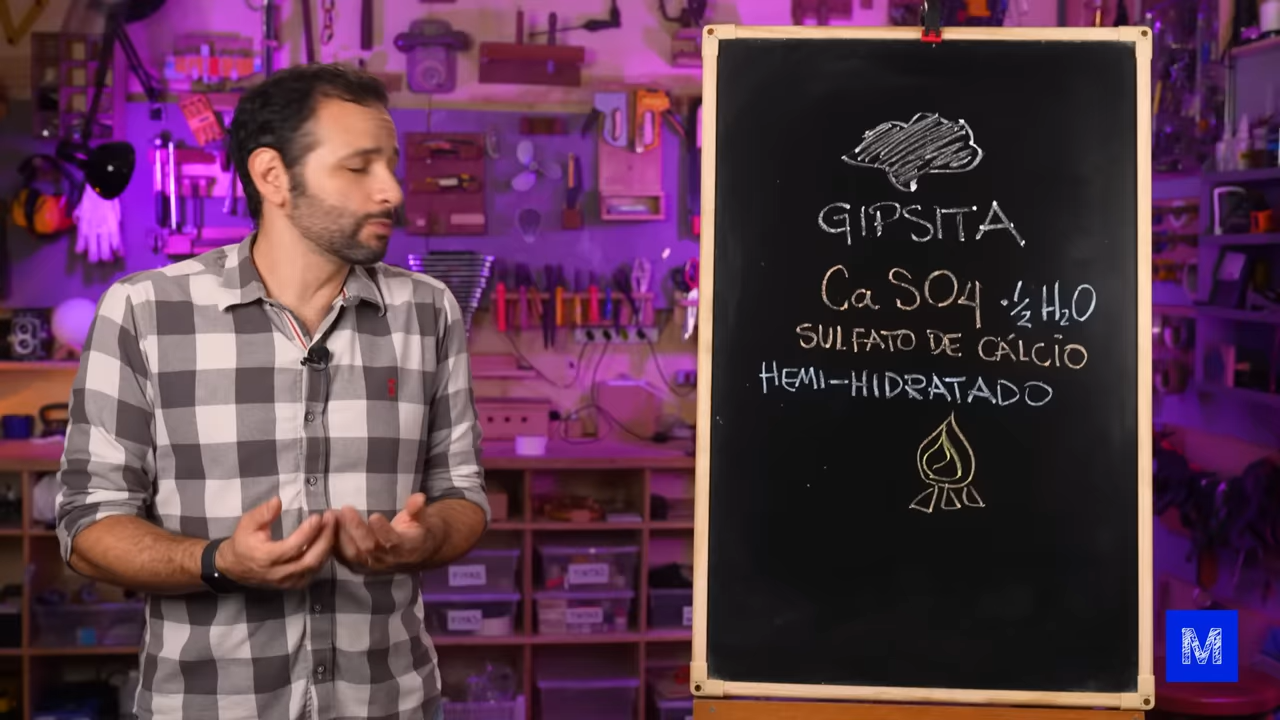 GIPSITA
CaSO4 · 1/2 H2O
SULFATO DE CÁLCIO
HEMI-HIDRATADO
M